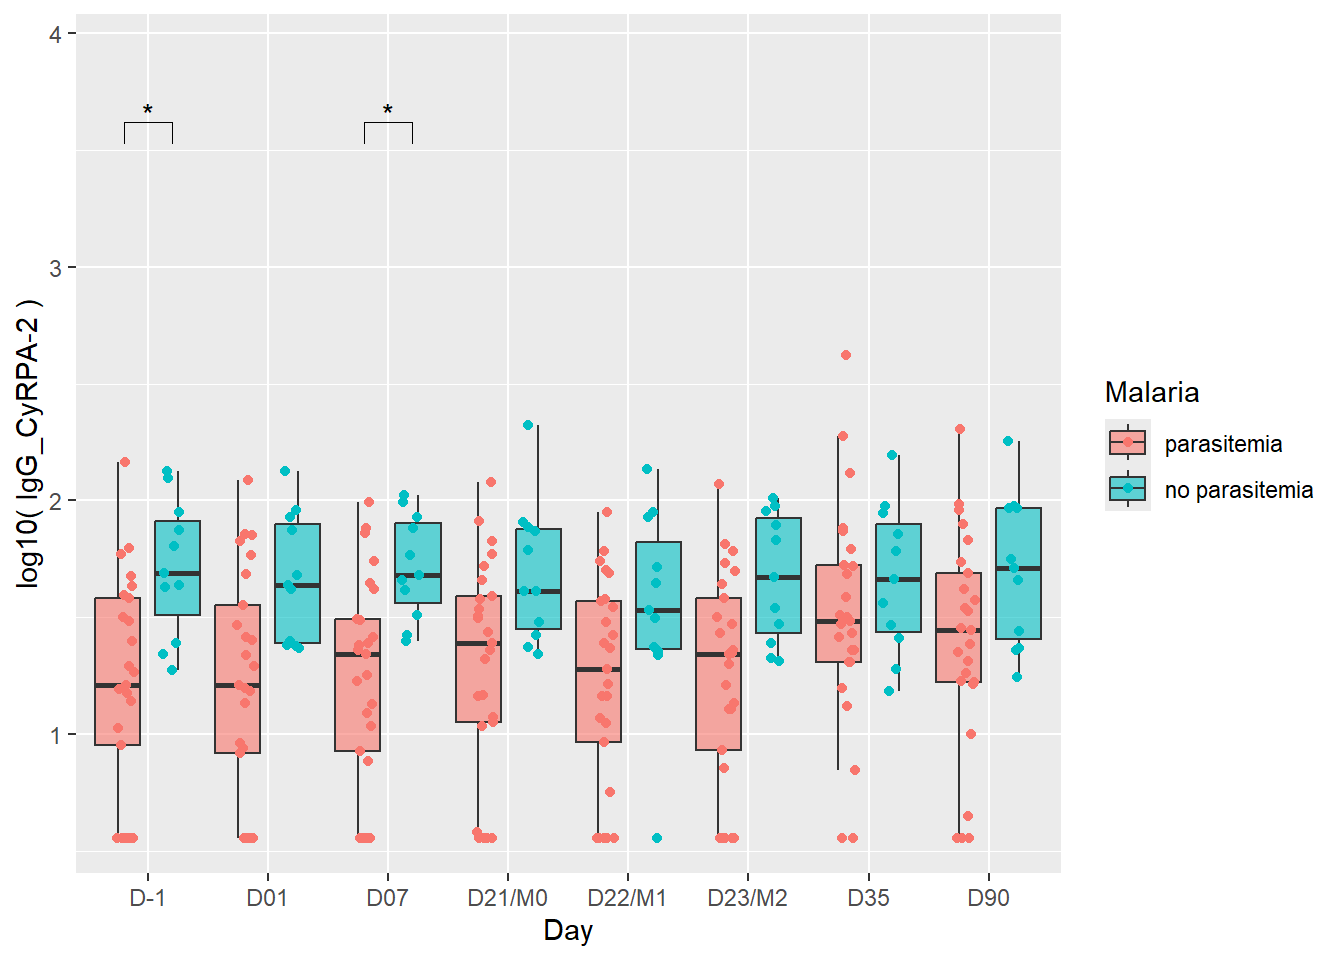 4
3
2
1
* *
log10( IgG_CyRPA-2 )
D-1 D01 D07 D21/M0 D22/M1 D23/M2 D35 D90
Day
Malaria
parasitemia
no parasitemia